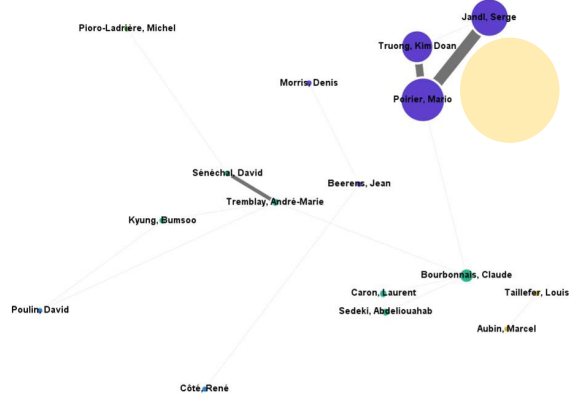 Jandl, Serge
Pioro-Ladrière, Michel
Truong, Kim Doan
Morris, Denis
Poirier, Mario
Sénéchal, David
Beerens, Jean
Tremblay, André-Marie
Kyung, Bumsoo
Bourbonnais, Claude
Caron, Laurent
Taillefer, Louis
Poulin, David
Sedeki, Abdeliouahab
Aubin, Marcel
Côté, René